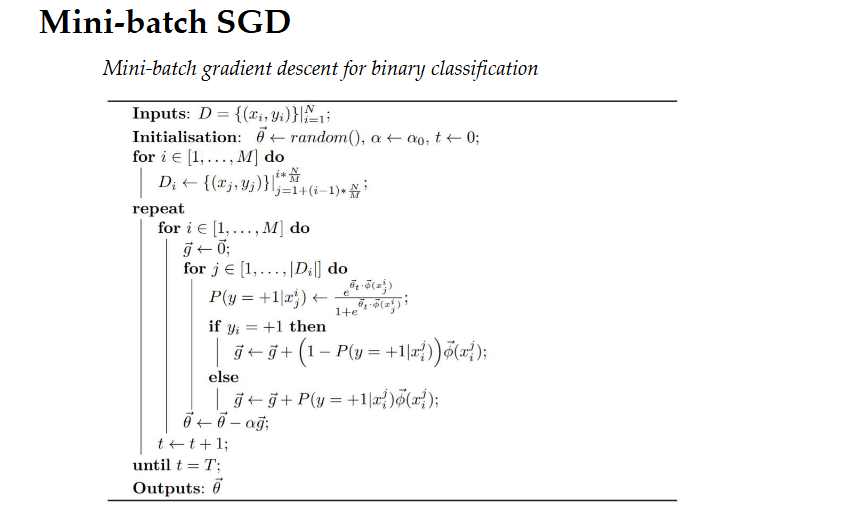 Mini-batch SGD
Mini-batch gradient descent for binary classification
Inputs: D = {(x_i, y_i)}|_{i=1}^N;
Initialisation: θ⃗ ← random(), α ← α_0, t ← 0;
for i ∈ [1, . . . , M] do
D_i ← {(x_j, y_j)}|_{j=1+(i−1)*N/M}^{i*N/M};
repeat
for i ∈ [1, . . . , M] do
g⃗ ← 0⃗;
for j ∈ [1, . . . , |D_i|] do
P(y = +1|x_j^i) ← e^{θ⃗_t·ϕ⃗(x_j^i)} / (1+e^{θ⃗_t·ϕ⃗(x_j^i)});
if y_i = +1 then
g⃗ ← g⃗ + (1 − P(y = +1|x_i^j))ϕ⃗(x_i^j);
else
g⃗ ← g⃗ + P(y = +1|x_i^j)ϕ⃗(x_i^j);
θ⃗ ← θ⃗ − αg⃗;
t ← t + 1;
until t = T;
Outputs: θ⃗